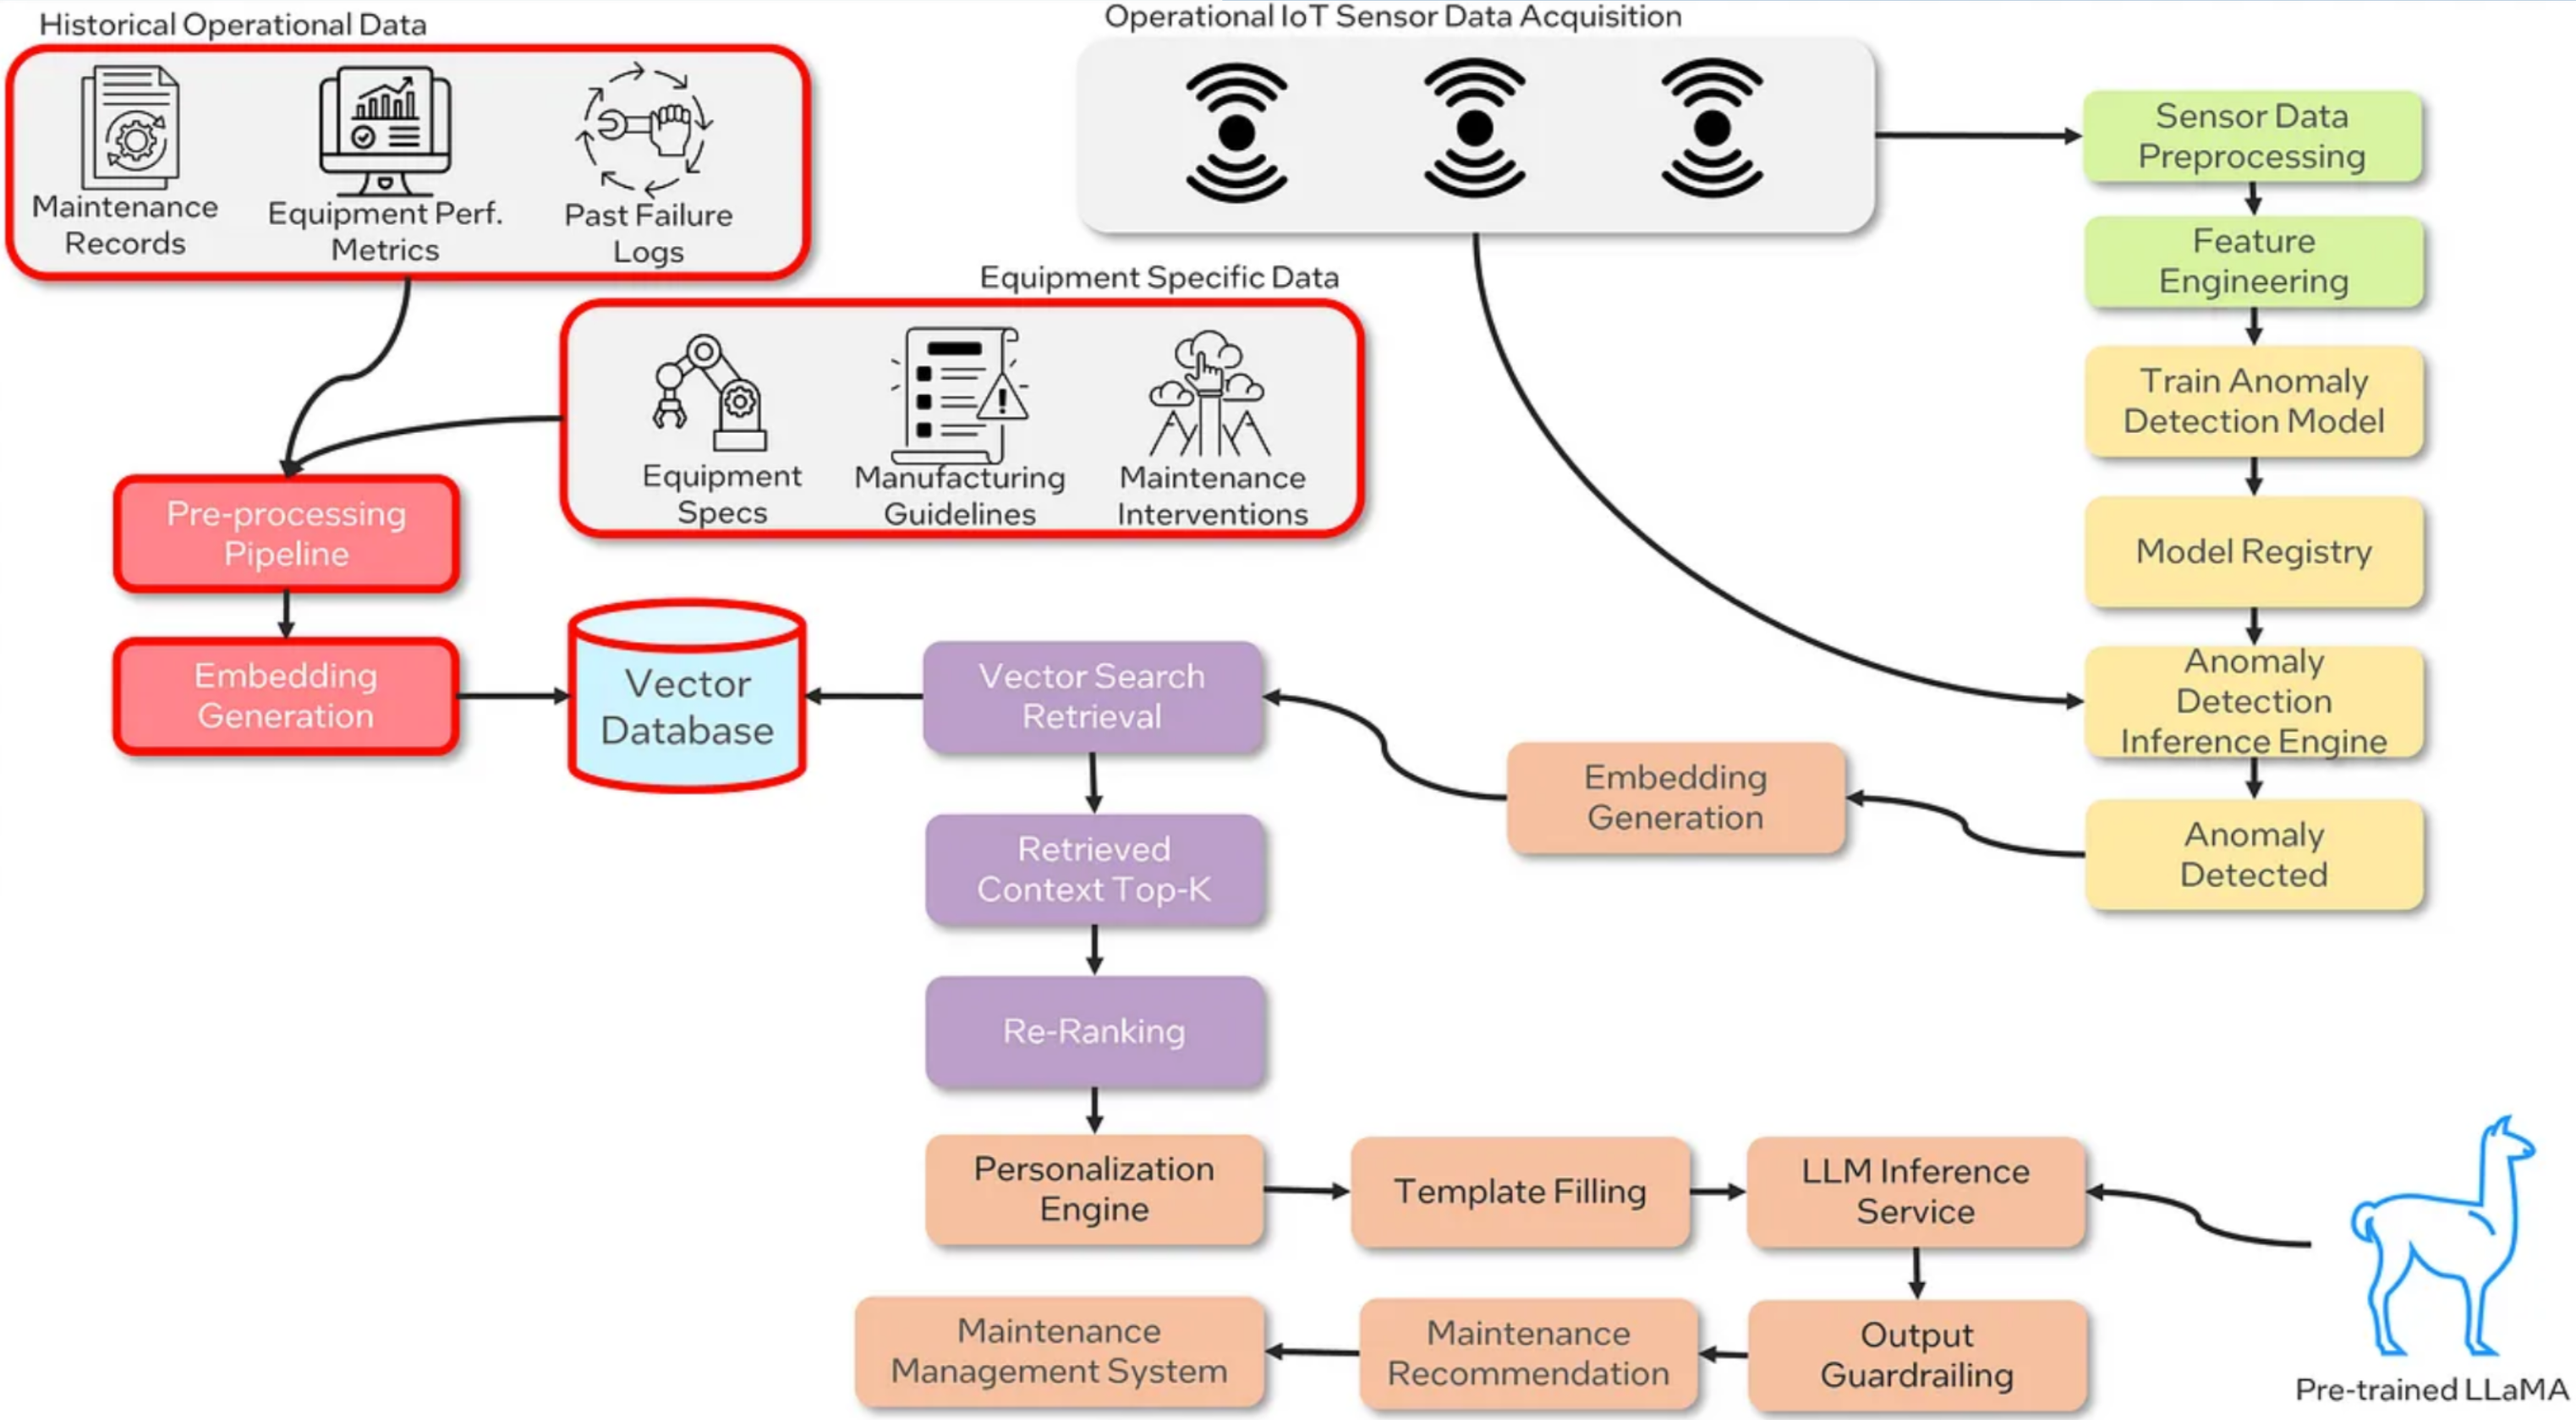 Historical Operational Data
Maintenance
Records
Equipment Perf.
Metrics
Past Failure
Logs
Operational IoT Sensor Data Acquisition
Equipment Specific Data
Equipment
Specs
Manufacturing
Guidelines
Maintenance
Interventions
Sensor Data
Preprocessing
Feature
Engineering
Train Anomaly
Detection Model
Model Registry
Anomaly
Detection
Inference Engine
Anomaly
Detected
Pre-processing
Pipeline
Embedding
Generation
Vector
Database
Vector Search
Retrieval
Embedding
Generation
Retrieved
Context Top-K
Re-Ranking
Personalization
Engine
Template Filling
LLM Inference
Service
Maintenance
Management System
Maintenance
Recommendation
Output
Guardrailing
Pre-trained LLaMA